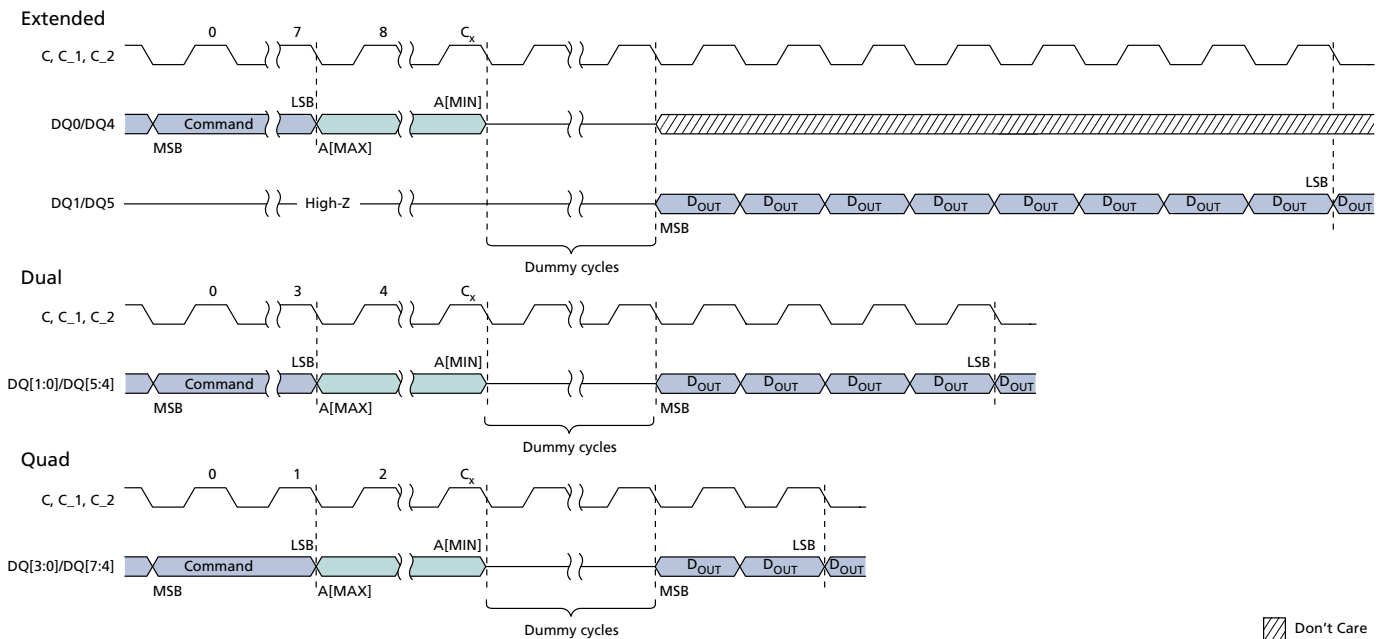 Extended
0 7 8 Cx
C, C_1, C_2
LSB A[MIN]
DQ0/DQ4 Command
MSB A[MAX]
LSB
DQ1/DQ5 High-Z DOUT DOUT DOUT DOUT DOUT DOUT DOUT DOUT DOUT
MSB
Dummy cycles
Dual
0 3 4 Cx
C, C_1, C_2
LSB A[MIN] LSB
DQ[1:0]/DQ[5:4] Command DOUT DOUT DOUT DOUT DOUT
MSB A[MAX] MSB
Dummy cycles
Quad
0 1 2 Cx
C, C_1, C_2
LSB A[MIN] LSB
DQ[3:0]/DQ[7:4] Command DOUT DOUT DOUT
MSB A[MAX] MSB
Dummy cycles
Don't Care